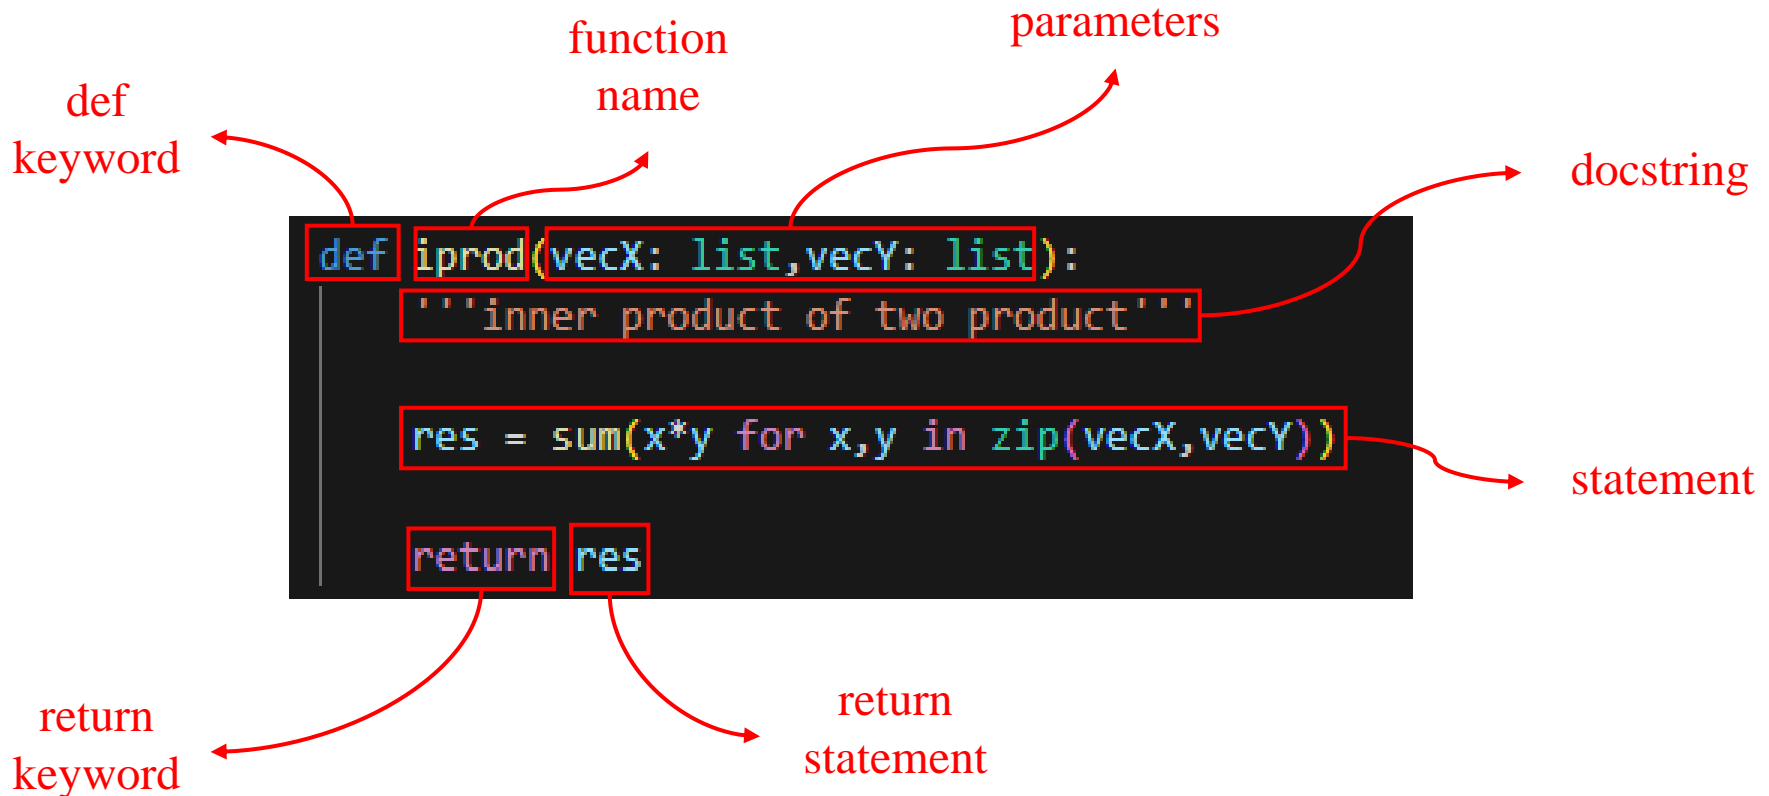 parameters
function
name
def
keyword
docstring
def iprod(vecX: list,vecY: list):
'''inner product of two product'''
res = sum(x*y for x,y in zip(vecX,vecY))
statement
return res
return
keyword
return
statement